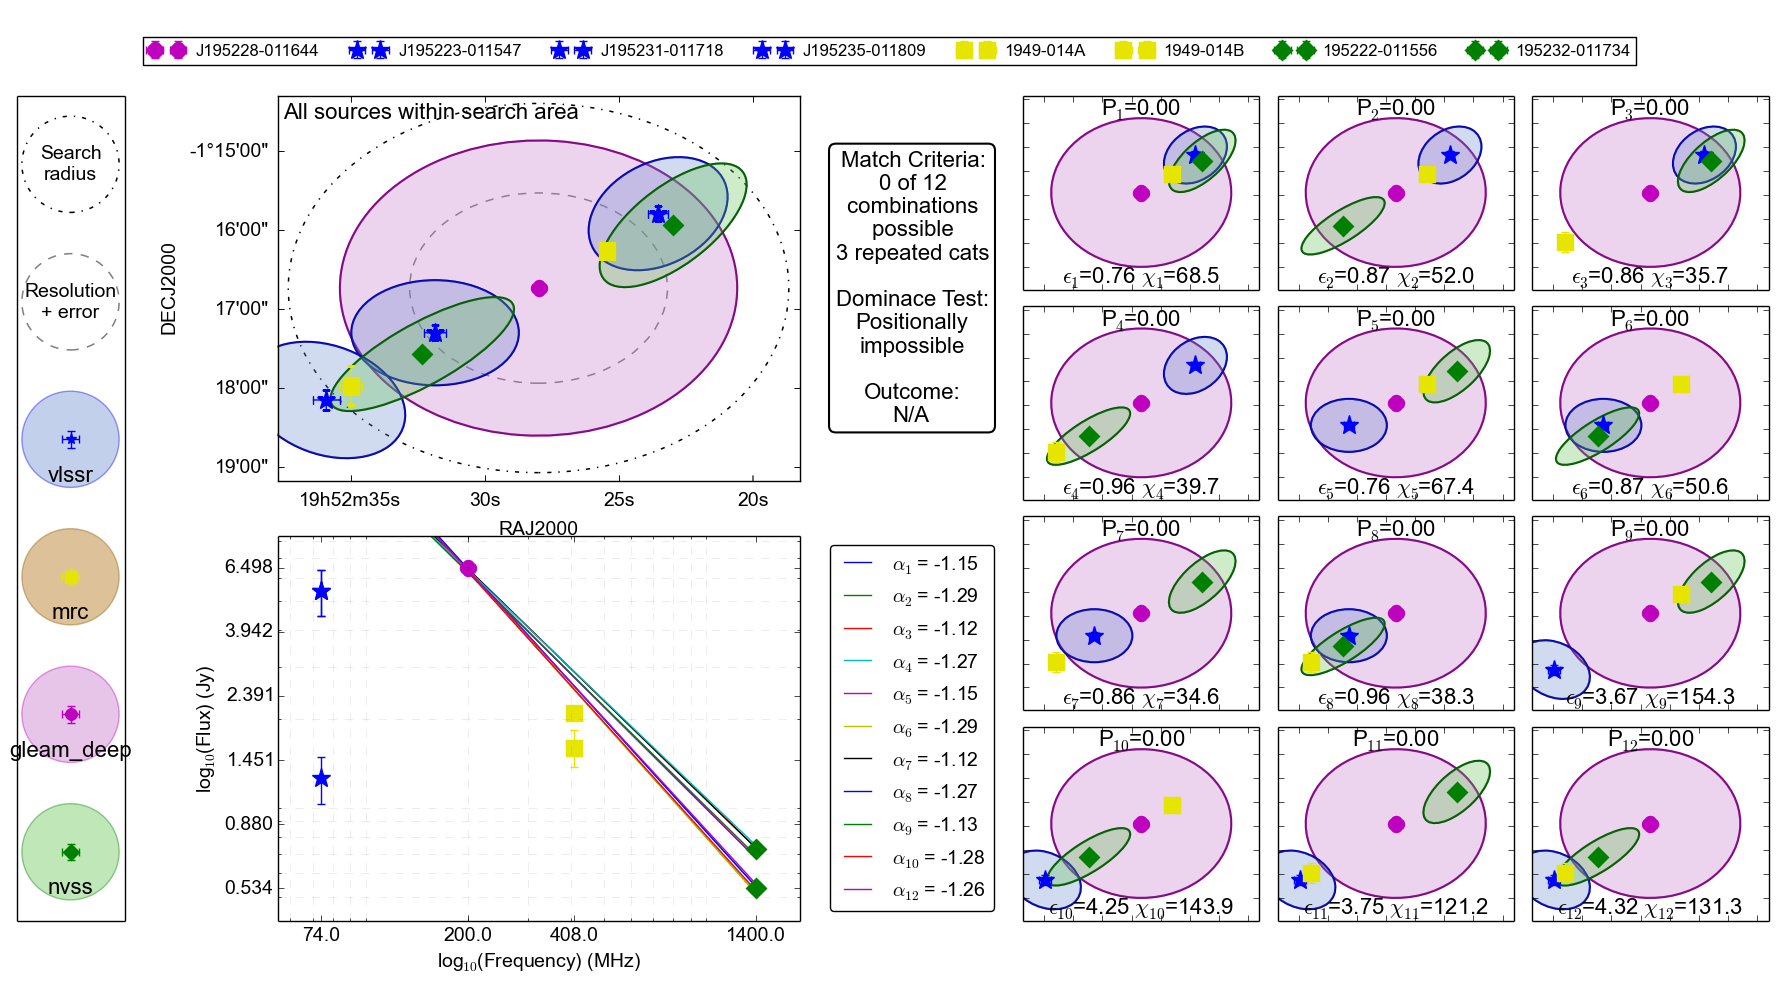 J195228-011644 J195223-011547 J195231-011718 J195235-011809 1949-014A 1949-014B 195222-011556 195232-011734
Search
radius
Resolution
+ error
vlssr
mrc
gleam_deep
nvss
All sources within search area
DECJ2000
-1°15'00"
16'00"
17'00"
18'00"
19'00"
19h52m35s 30s 25s 20s
RAJ2000
Match Criteria:
0 of 12
combinations
possible
3 repeated cats
Dominace Test:
Positionally
impossible
Outcome:
N/A
log10(Flux) (Jy)
6.498
3.942
2.391
1.451
0.880
0.534
74.0 200.0 408.0 1400.0
log10(Frequency) (MHz)
α1 = -1.15
α2 = -1.29
α3 = -1.12
α4 = -1.27
α5 = -1.15
α6 = -1.29
α7 = -1.12
α8 = -1.27
α9 = -1.13
α10 = -1.28
α12 = -1.26
P1=0.00 P2=0.00 P3=0.00
ϵ1=0.76 χ1=68.5 ϵ2=0.87 χ2=52.0 ϵ3=0.86 χ3=35.7
P4=0.00 P5=0.00 P6=0.00
ϵ4=0.96 χ4=39.7 ϵ5=0.76 χ5=67.4 ϵ6=0.87 χ6=50.6
P7=0.00 P8=0.00 P9=0.00
ϵ7=0.86 χ7=34.6 ϵ8=0.96 χ8=38.3 ϵ9=3.67 χ9=154.3
P10=0.00 P11=0.00 P12=0.00
ϵ10=4.25 χ10=143.9 ϵ11=3.75 χ11=121.2 ϵ12=4.32 χ12=131.3